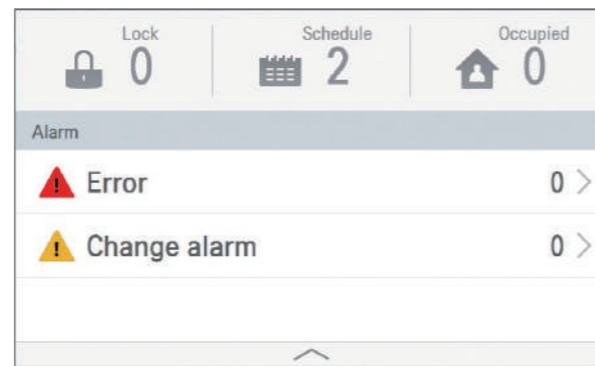 Lock Schedule Occupied
0 2 0
Alarm
! Error 0
! Change alarm 0